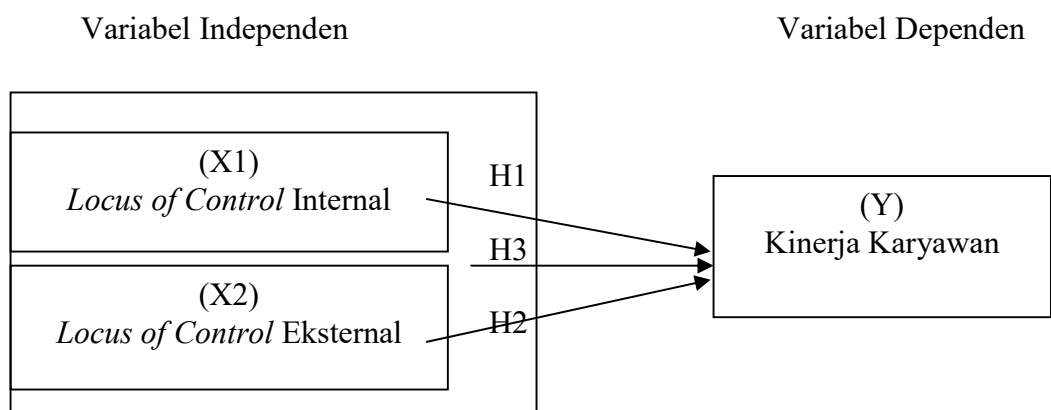 Variabel Independen
Variabel Dependen
(X1)
Locus of Control Internal
H1
(Y)
Kinerja Karyawan
H3
(X2)
Locus of Control Eksternal
H2